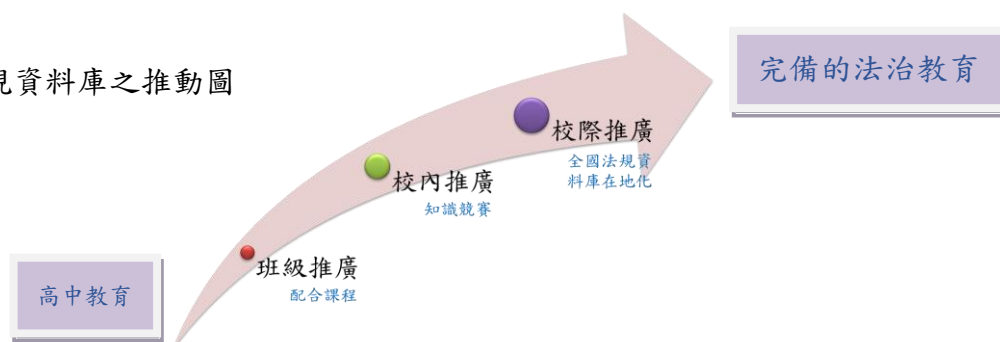 資料庫之推動圖
完備的法治教育
校際推廣
全國法規資
料庫在地化
校內推廣
知識競賽
班級推廣
配合課程
高中教育